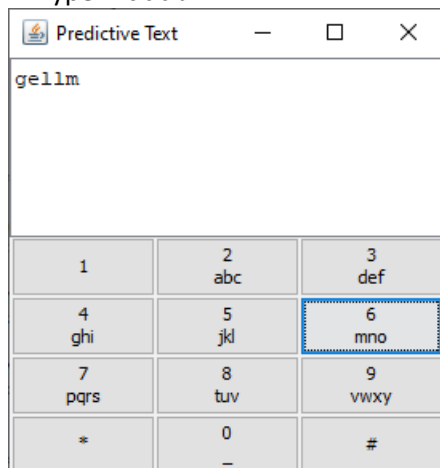 Predictive Text
gellm
1 2 3
abc def
4 5 6
ghi jkl mno
7 8 9
pqrs tuv vwxy
* 0 #
_